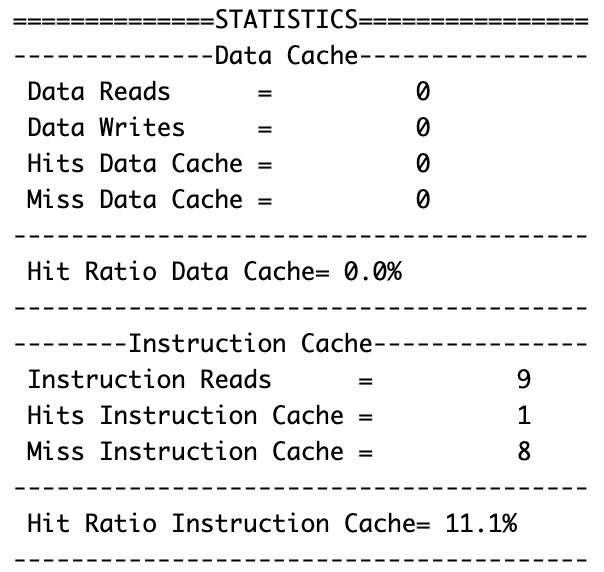 ==============STATISTICS================
--------------Data Cache----------------
 Data Reads      =          0
 Data Writes     =          0
 Hits Data Cache =          0
 Miss Data Cache =          0
----------------------------------------
 Hit Ratio Data Cache= 0.0%
----------------------------------------
--------Instruction Cache---------------
 Instruction Reads      =          9
 Hits Instruction Cache =          1
 Miss Instruction Cache =          8
----------------------------------------
 Hit Ratio Instruction Cache= 11.1%
----------------------------------------